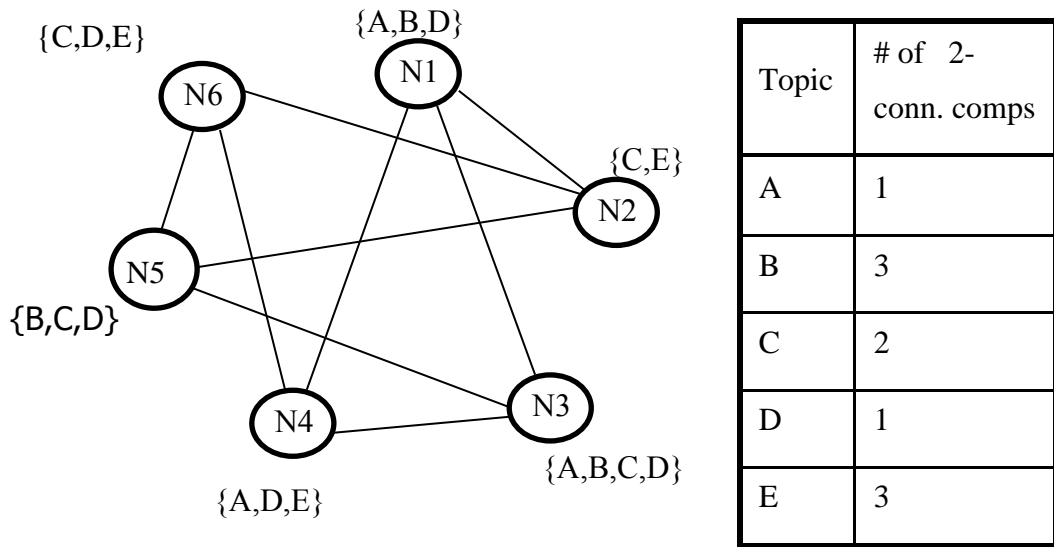 {A,B,D}
{C,D,E}
N1
N6
{C,E}
N2
N5
{B,C,D}
N3
N4
{A,B,C,D}
{A,D,E}
Topic # of 2-
conn. comps
A 1
B 3
C 2
D 1
E 3